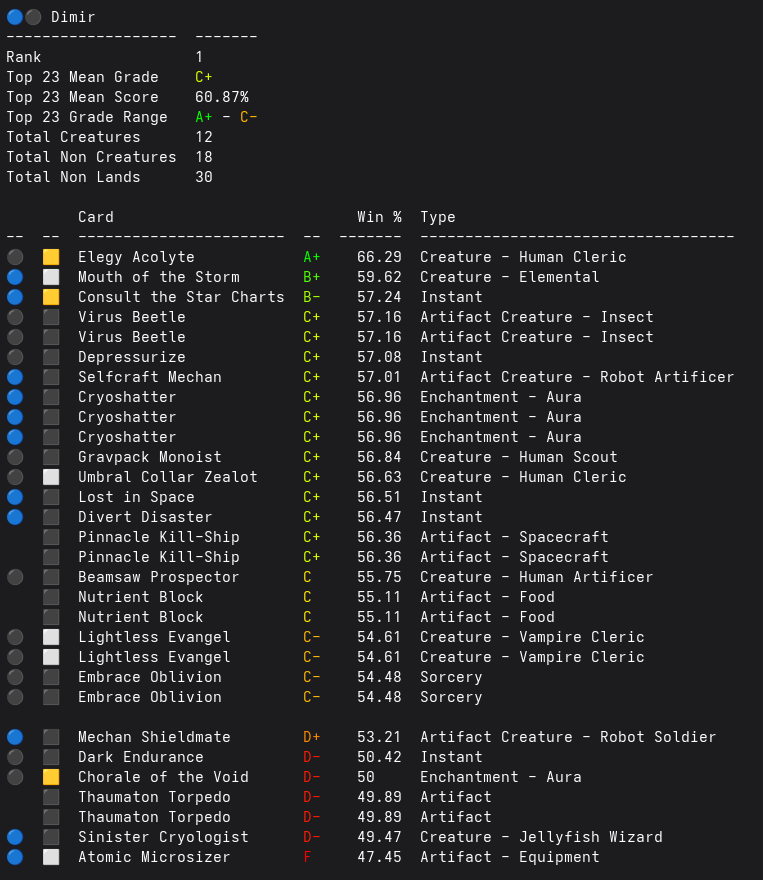 Dimir
------------------- -------
Rank 1
Top 23 Mean Grade C+
Top 23 Mean Score 60.87%
Top 23 Grade Range A+ - C-
Total Creatures 12
Total Non Creatures 18
Total Non Lands 30
Card Win % Type
-- -- ----------------------- -- ------- -----------------------------------
Elegy Acolyte A+ 66.29 Creature - Human Cleric
Mouth of the Storm B+ 59.62 Creature - Elemental
Consult the Star Charts B- 57.24 Instant
Virus Beetle C+ 57.16 Artifact Creature - Insect
Virus Beetle C+ 57.16 Artifact Creature - Insect
Depressurize C+ 57.08 Instant
Selfcraft Mechan C+ 57.01 Artifact Creature - Robot Artificer
Cryoshatter C+ 56.96 Enchantment - Aura
Cryoshatter C+ 56.96 Enchantment - Aura
Cryoshatter C+ 56.96 Enchantment - Aura
Gravpack Monoist C+ 56.84 Creature - Human Scout
Umbral Collar Zealot C+ 56.63 Creature - Human Cleric
Lost in Space C+ 56.51 Instant
Divert Disaster C+ 56.47 Instant
Pinnacle Kill-Ship C+ 56.36 Artifact - Spacecraft
Pinnacle Kill-Ship C+ 56.36 Artifact - Spacecraft
Beamsaw Prospector C 55.75 Creature - Human Artificer
Nutrient Block C 55.11 Artifact - Food
Nutrient Block C 55.11 Artifact - Food
Lightless Evangel C- 54.61 Creature - Vampire Cleric
Lightless Evangel C- 54.61 Creature - Vampire Cleric
Embrace Oblivion C- 54.48 Sorcery
Embrace Oblivion C- 54.48 Sorcery
Mechan Shieldmate D+ 53.21 Artifact Creature - Robot Soldier
Dark Endurance D- 50.42 Instant
Chorale of the Void D- 50 Enchantment - Aura
Thaumaton Torpedo D- 49.89 Artifact
Thaumaton Torpedo D- 49.89 Artifact
Sinister Cryologist D- 49.47 Creature - Jellyfish Wizard
Atomic Microsizer F 47.45 Artifact - Equipment